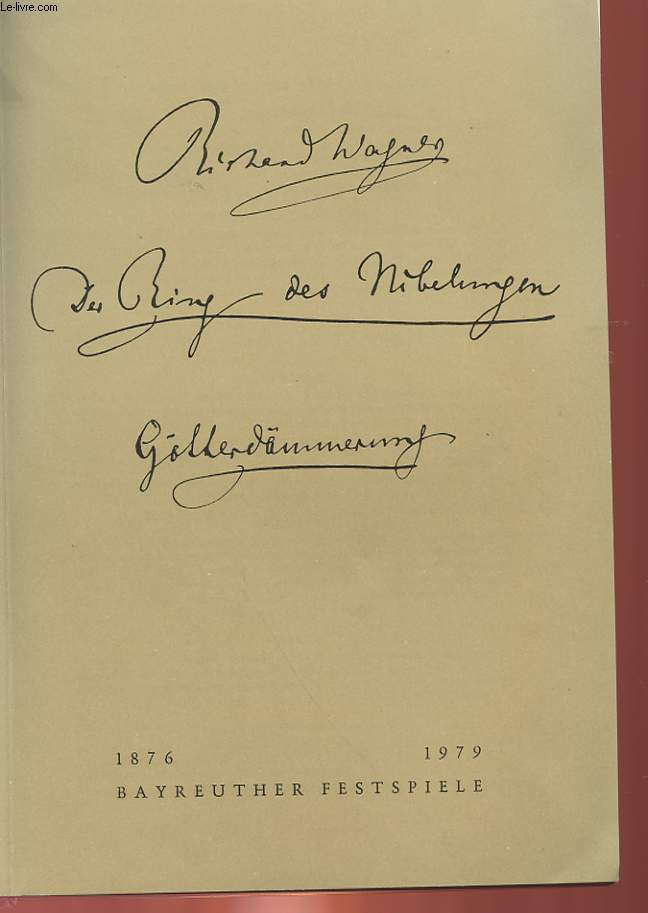 Le-livre.com
Richard Wagner
Der Ring des Nibelungen
Götterdämmerung
1876 1979
BAYREUTHER FESTSPIELE